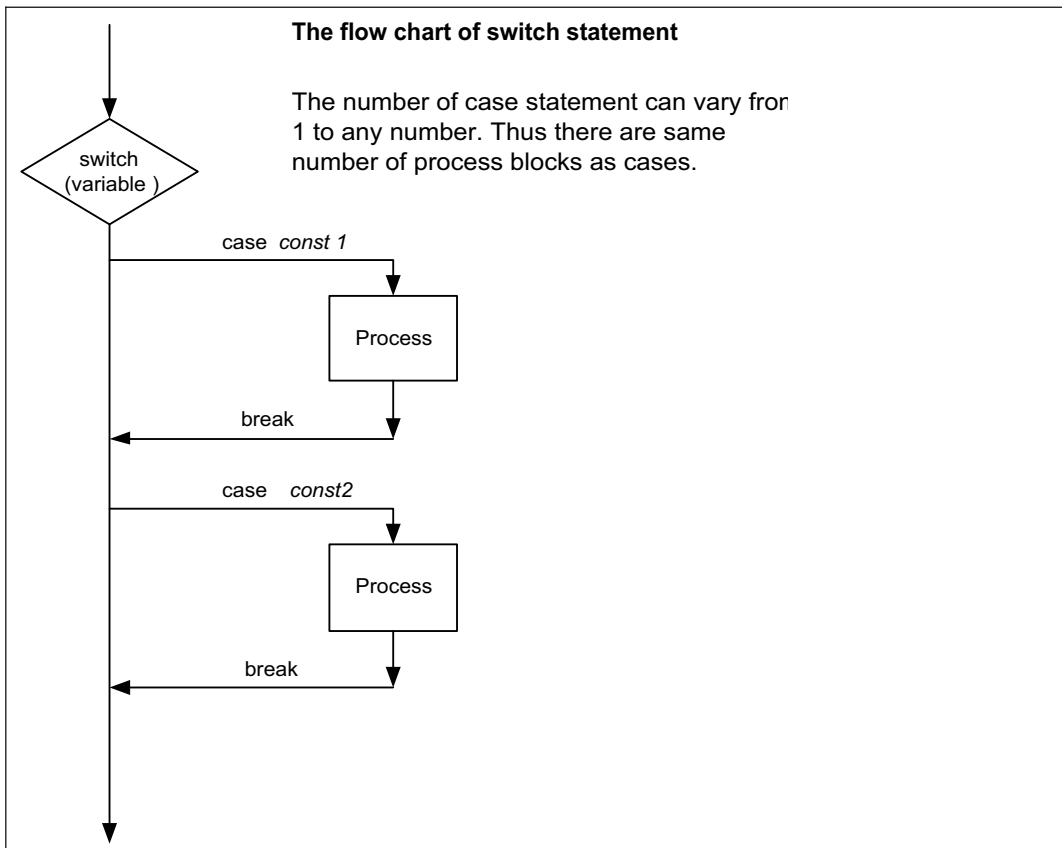 The flow chart of switch statement
The number of case statement can vary from
1 to any number. Thus there are same
number of process blocks as cases.
switch
(variable )
case const 1
Process
break
case const2
Process
break